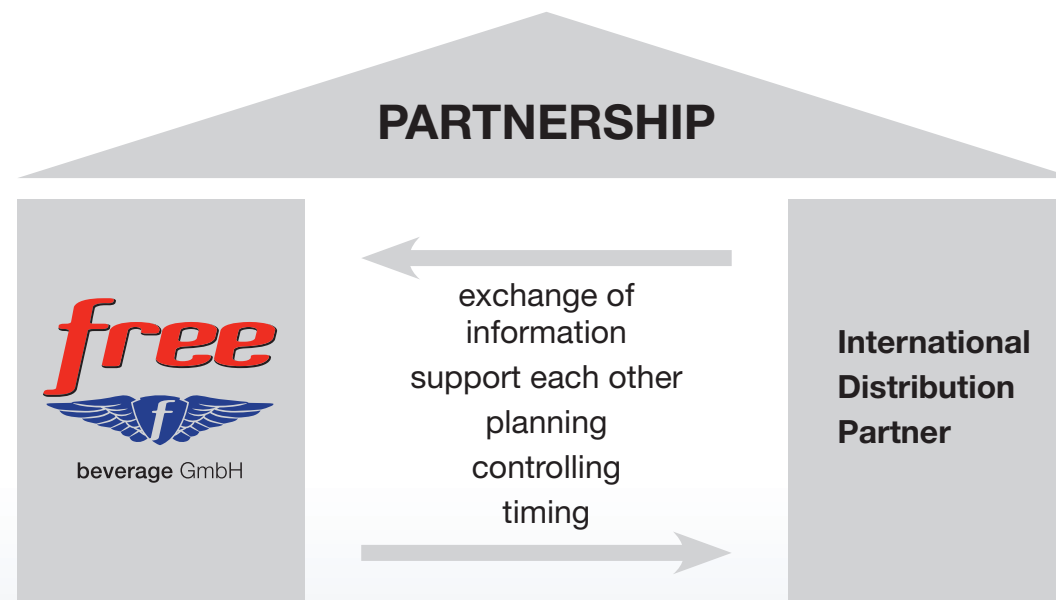 PARTNERSHIP
free
f
beverage GmbH
exchange of
information
support each other
planning
controlling
timing
International
Distribution
Partner